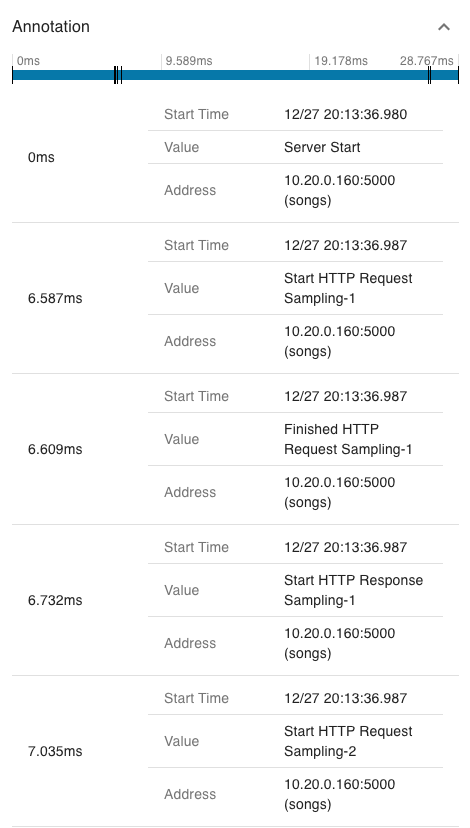 Annotation
0ms 9.589ms 19.178ms 28.767ms
Start Time 12/27 20:13:36.980
0ms
Value Server Start
Address 10.20.0.160:5000
(songs)
Start Time 12/27 20:13:36.987
6.587ms
Value Start HTTP Request
Sampling-1
Address 10.20.0.160:5000
(songs)
Start Time 12/27 20:13:36.987
6.609ms
Value Finished HTTP
Request Sampling-1
Address 10.20.0.160:5000
(songs)
Start Time 12/27 20:13:36.987
6.732ms
Value Start HTTP Response
Sampling-1
Address 10.20.0.160:5000
(songs)
Start Time 12/27 20:13:36.987
7.035ms
Value Start HTTP Request
Sampling-2
Address 10.20.0.160:5000
(songs)